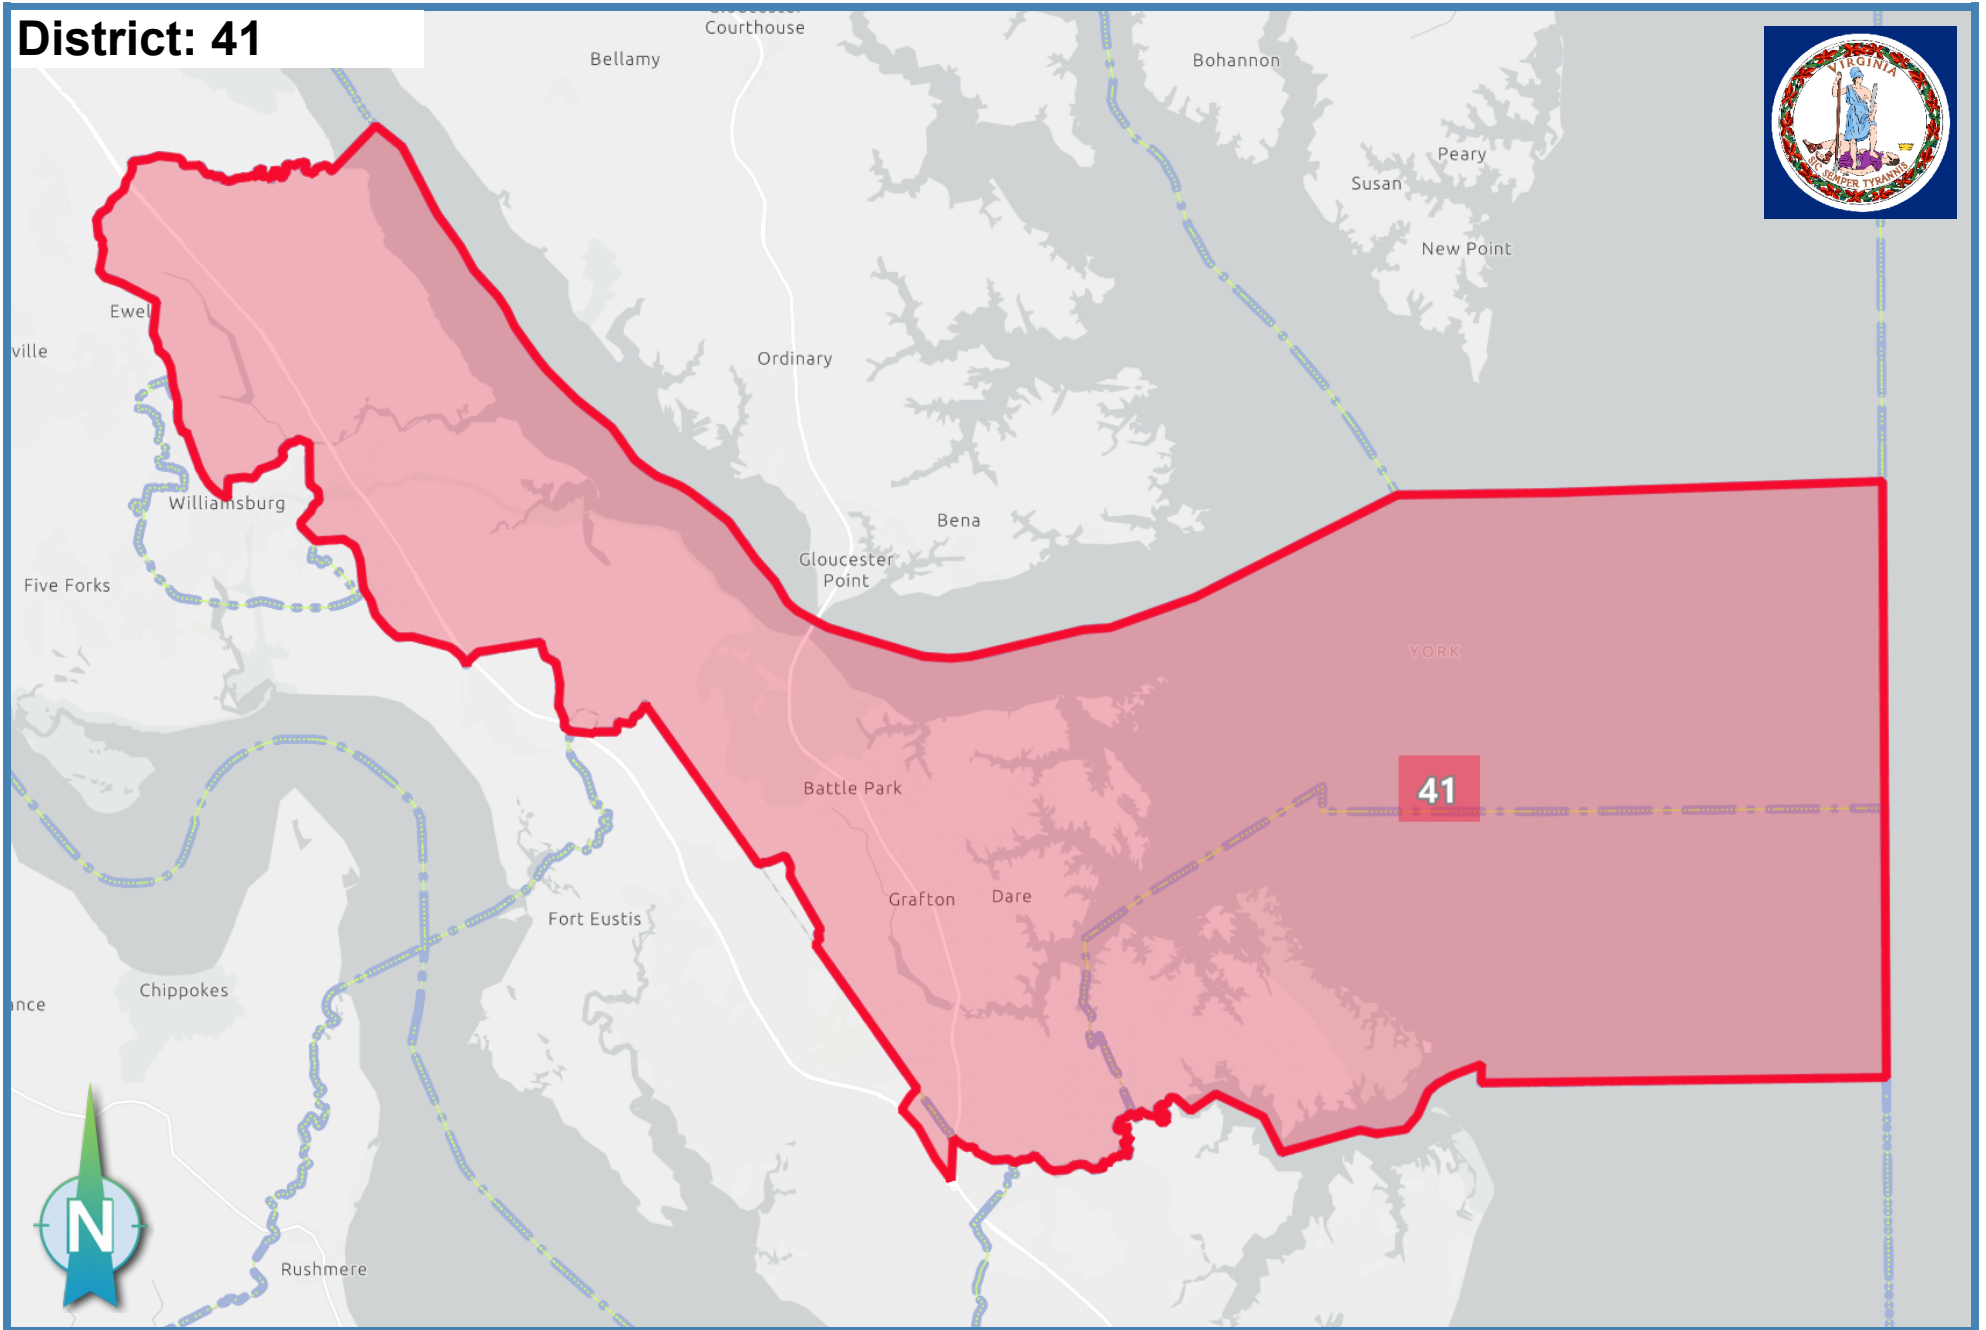 District: 41
Courthouse
Bellamy
Bohannon
VIRGINIA
SIC SEMPER TYRANNIS
Peary
Susan
New Point
Ewel
ville
Ordinary
Williamsburg
Bena
Gloucester
Point
Five Forks
YORK
41
Battle Park
Grafton
Dare
Fort Eustis
Chippokes
ance
N
Rushmere